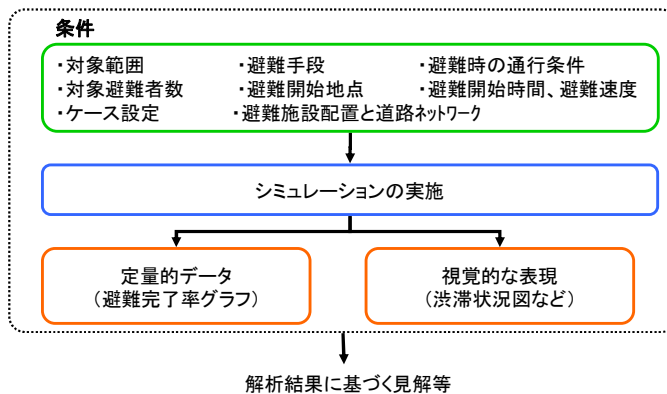 条件
・対象範囲 ・避難手段 ・避難時の通行条件
・対象避難者数 ・避難開始地点 ・避難開始時間、避難速度
・ケース設定 ・避難施設配置と道路ネットワーク
シミュレーションの実施
定量的データ
（避難完了率グラフ）
視覚的な表現
（渋滞状況図など）
解析結果に基づく見解等